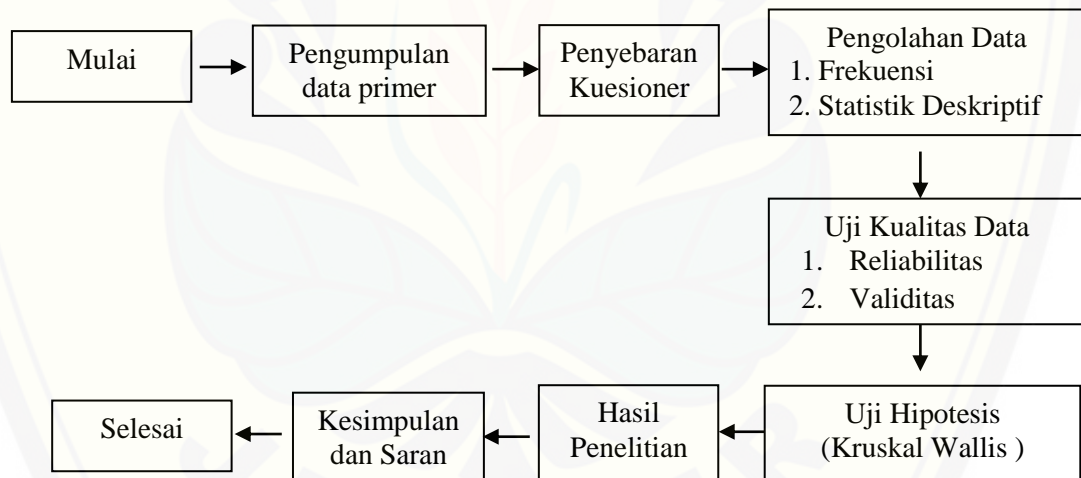 Mulai
Pengumpulan
data primer
Penyebaran
Kuesioner
Pengolahan Data
1. Frekuensi
2. Statistik Deskriptif
Uji Kualitas Data
1. Reliabilitas
2. Validitas
Uji Hipotesis
(Kruskal Wallis )
Hasil
Penelitian
Kesimpulan
dan Saran
Selesai